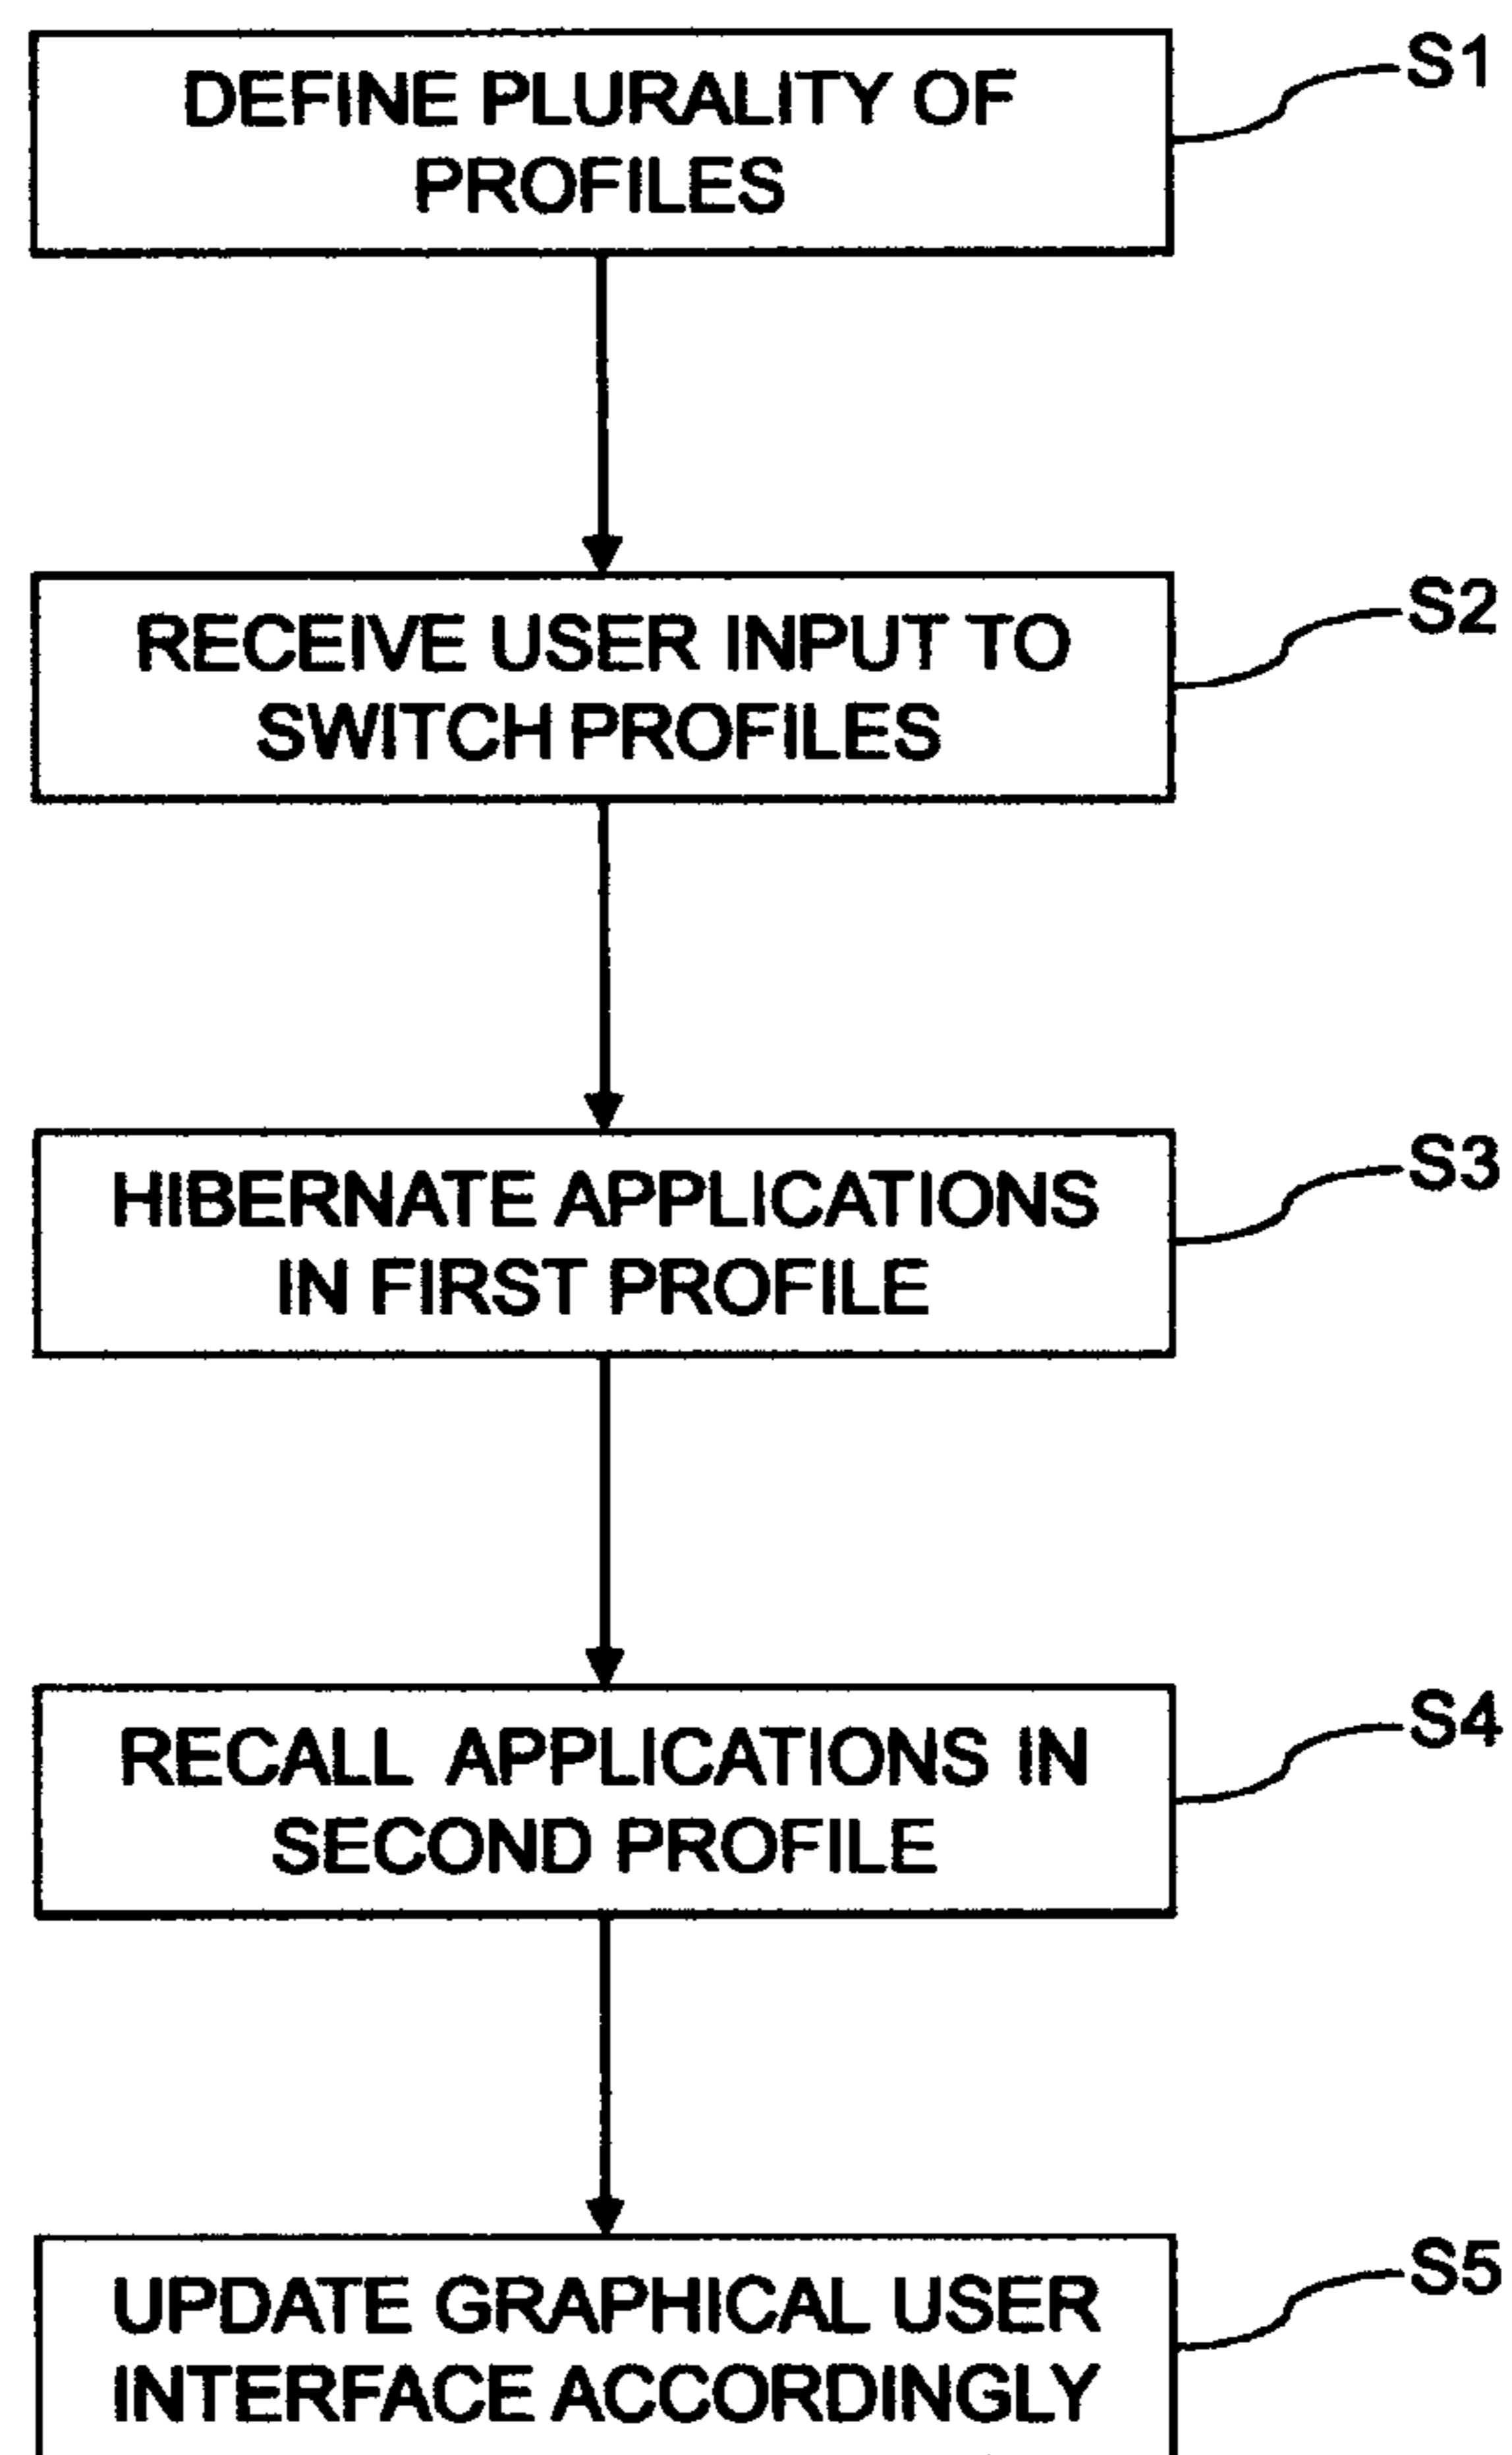 DEFINE PLURALITY OF
PROFILES
S1
RECEIVE USER INPUT TO
SWITCH PROFILES
S2
HIBERNATE APPLICATIONS
IN FIRST PROFILE
S3
RECALL APPLICATIONS IN
SECOND PROFILE
S4
UPDATE GRAPHICAL USER
INTERFACE ACCORDINGLY
S5